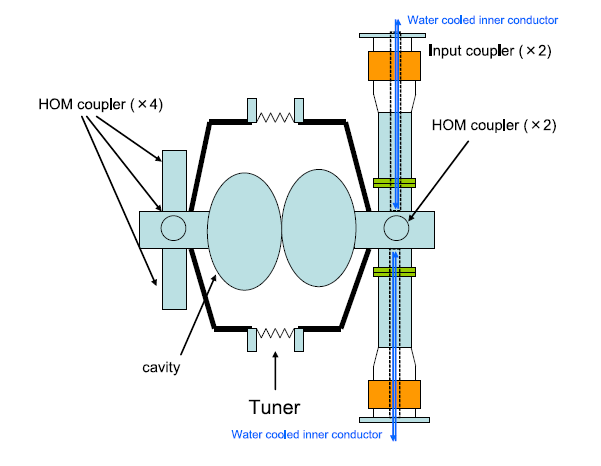 Water cooled inner conductor
Input coupler (×2)
HOM coupler (×4)
HOM coupler (×2)
cavity
Tuner
Water cooled inner conductor